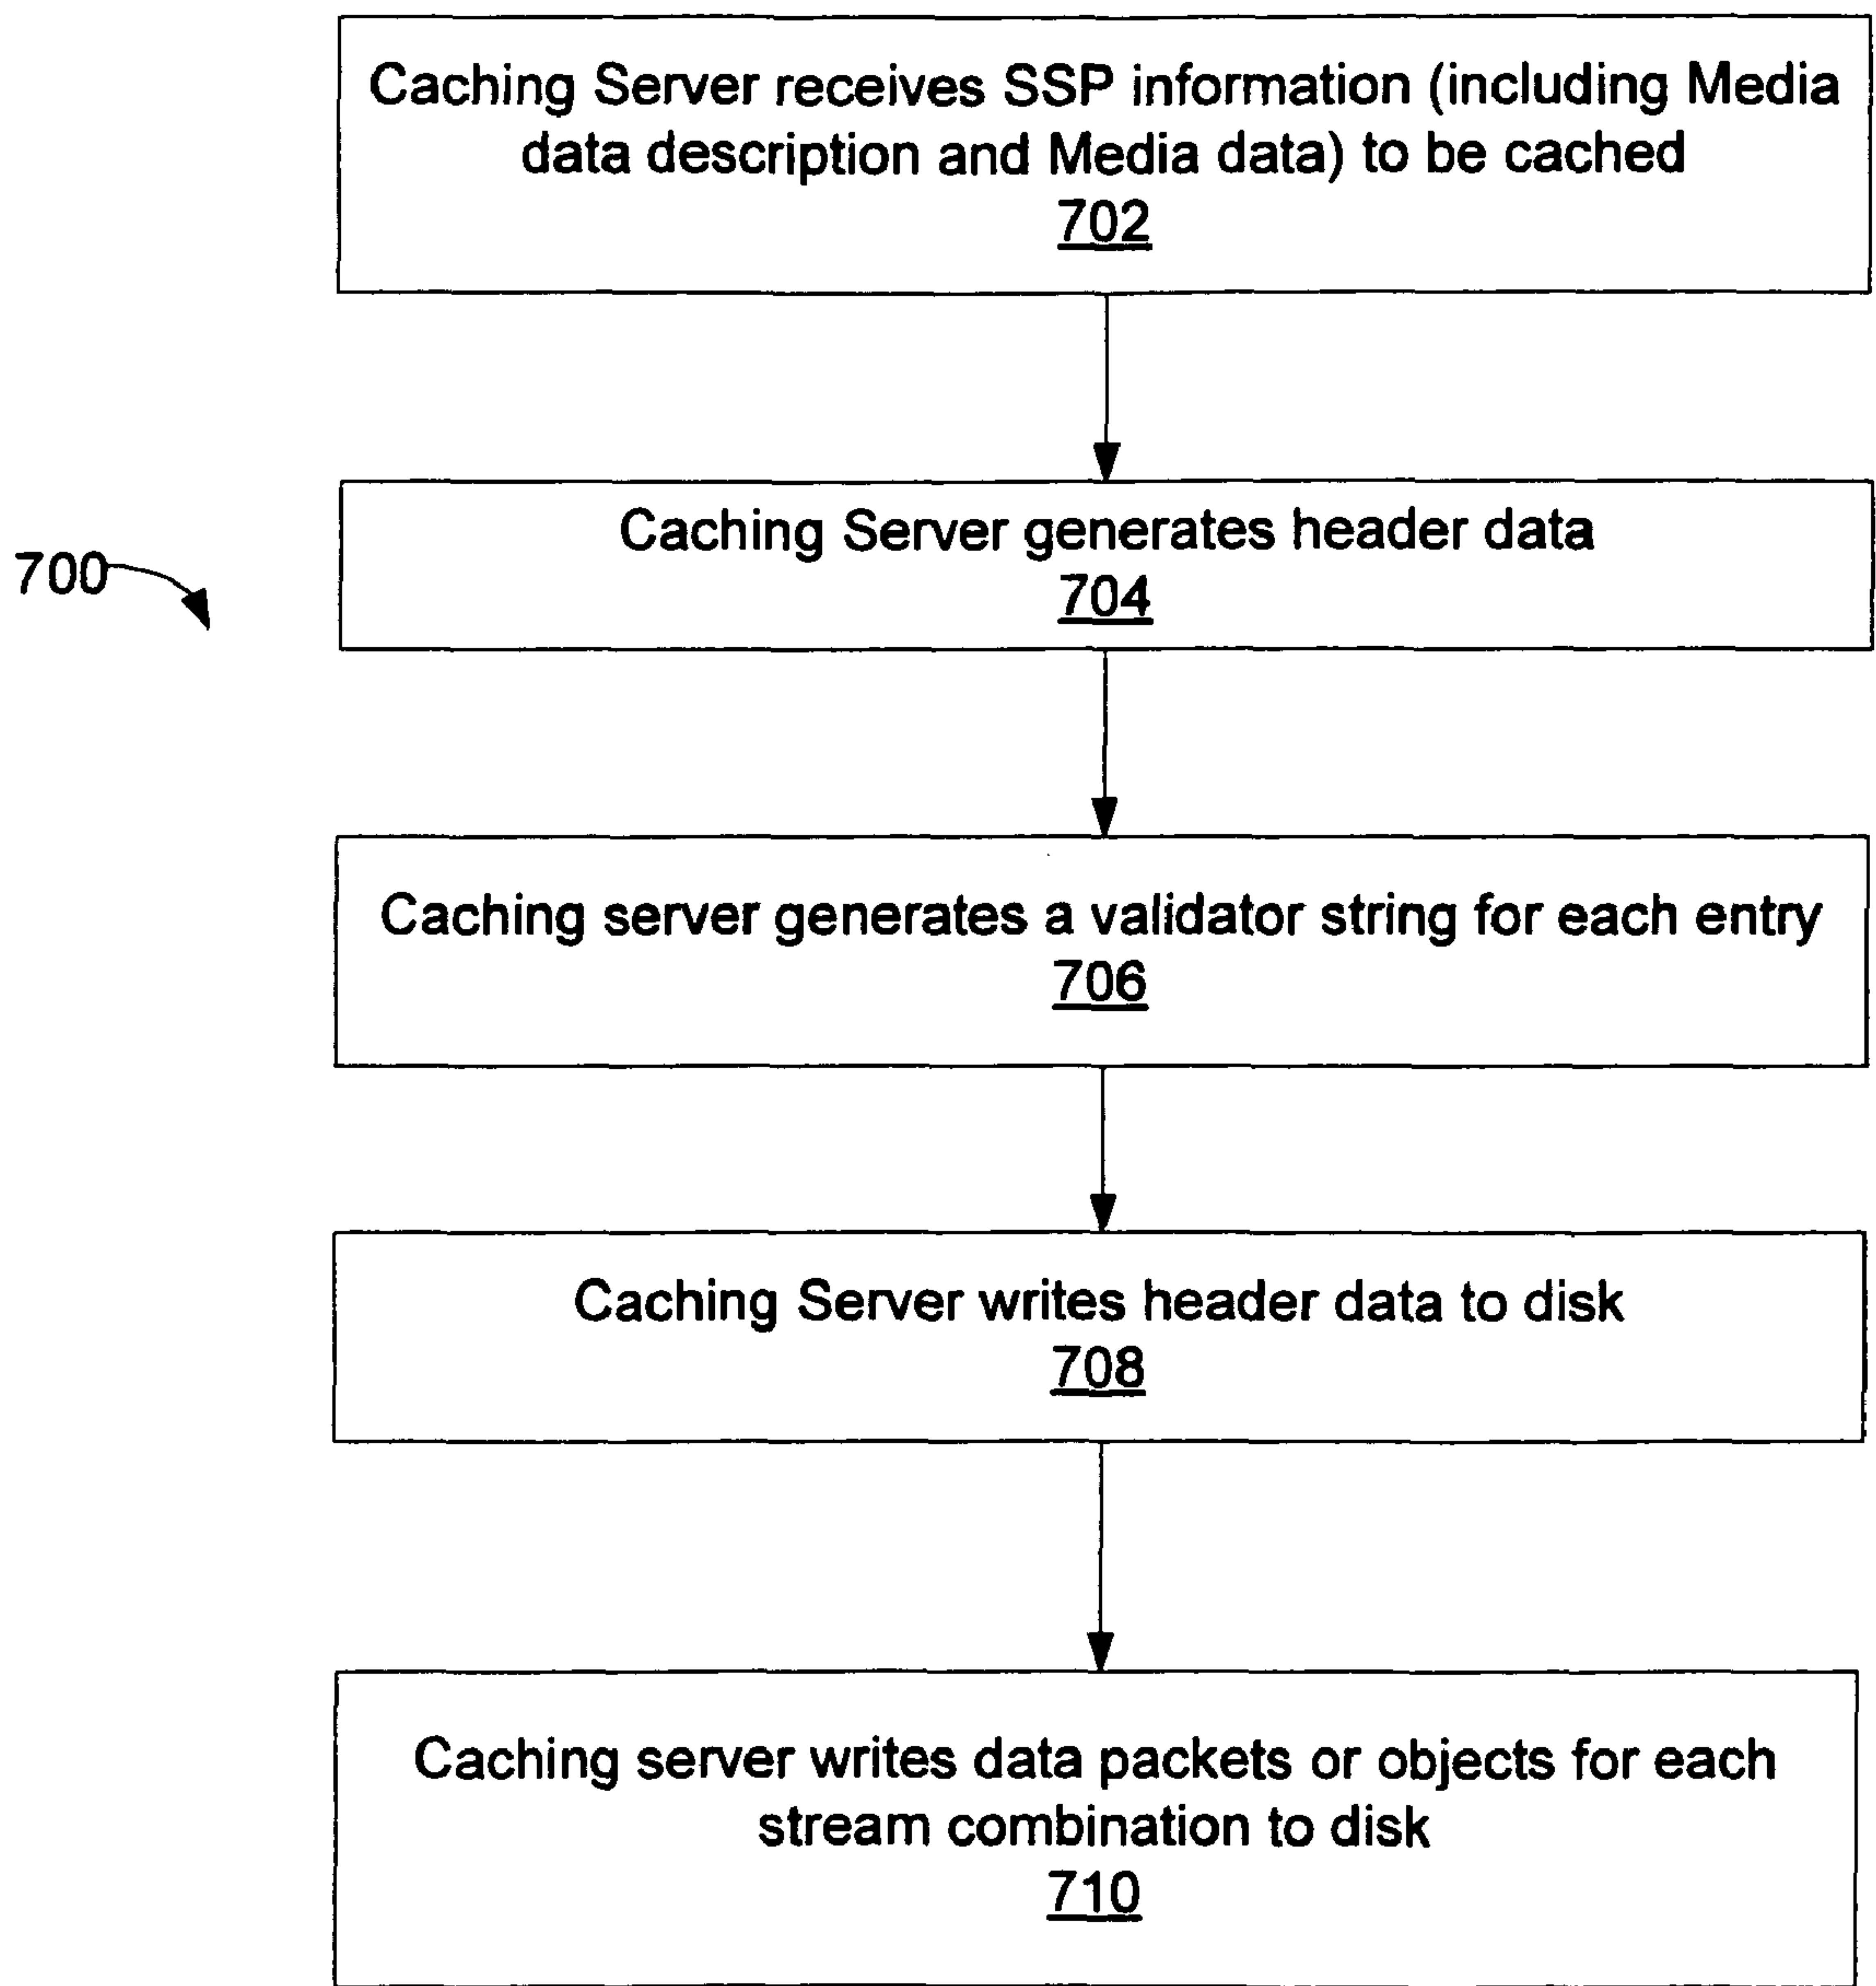 Caching Server receives SSP information (including Media
data description and Media data) to be cached
702
Caching Server generates header data
704
700
Caching server generates a validator string for each entry
706
Caching Server writes header data to disk
708
Caching server writes data packets or objects for each
stream combination to disk
710